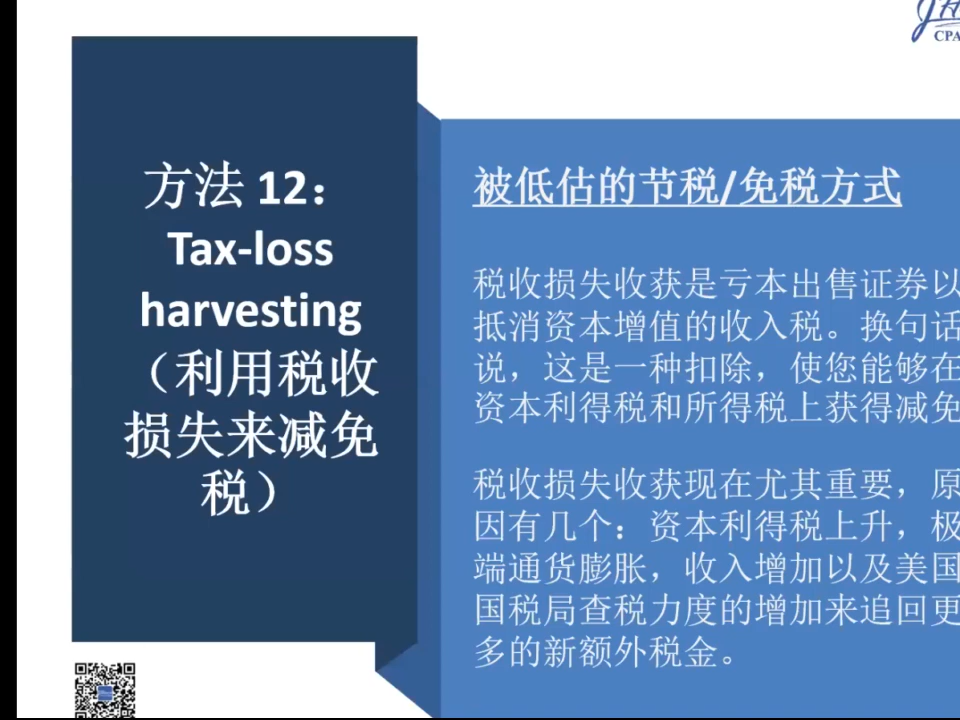 方法 12：
Tax-loss
harvesting
（利用税收
损失来减免
税）
被低估的节税/免税方式
税收损失收获是亏本出售证券以
抵消资本增值的收入税。换句话
说，这是一种扣除，使您能够在
资本利得税和所得税上获得减免
税收损失收获现在尤其重要，原
因有几个：资本利得税上升，极
端通货膨胀，收入增加以及美国
国税局查税力度的增加来追回更
多的新额外税金。
CPA